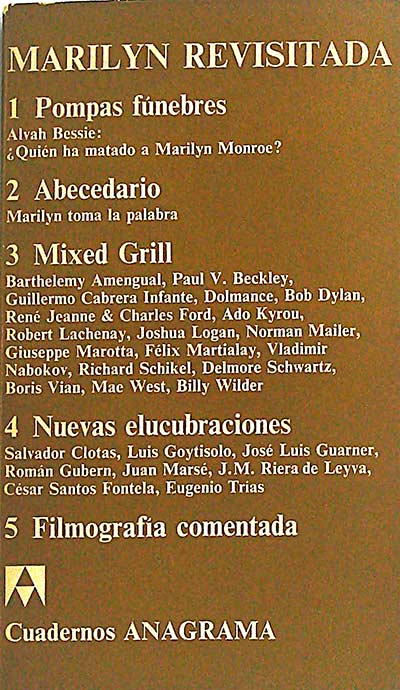 MARILYN REVISITADA
1 Pompas fúnebres
Alvah Bessie:
¿Quién ha matado a Marilyn Monroe?
2 Abecedario
Marilyn toma la palabra
3 Mixed Grill
Barthelemy Amengual, Paul V. Beckley,
Guillermo Cabrera Infante, Dolmance, Bob Dylan,
René Jeanne & Charles Ford, Ado Kyrou,
Robert Lachenay, Joshua Logan, Norman Mailer,
Giuseppe Marotta, Félix Martialay, Vladimir
Nabokov, Richard Schikel, Delmore Schwartz,
Boris Vian, Mae West, Billy Wilder
4 Nuevas elucubraciones
Salvador Clotas, Luis Goytisolo, José Luis Guarner,
Román Gubern, Juan Marsé, J.M. Riera de Leyva,
César Santos Fontela, Eugenio Trías
5 Filmografía comentada
Cuadernos ANAGRAMA